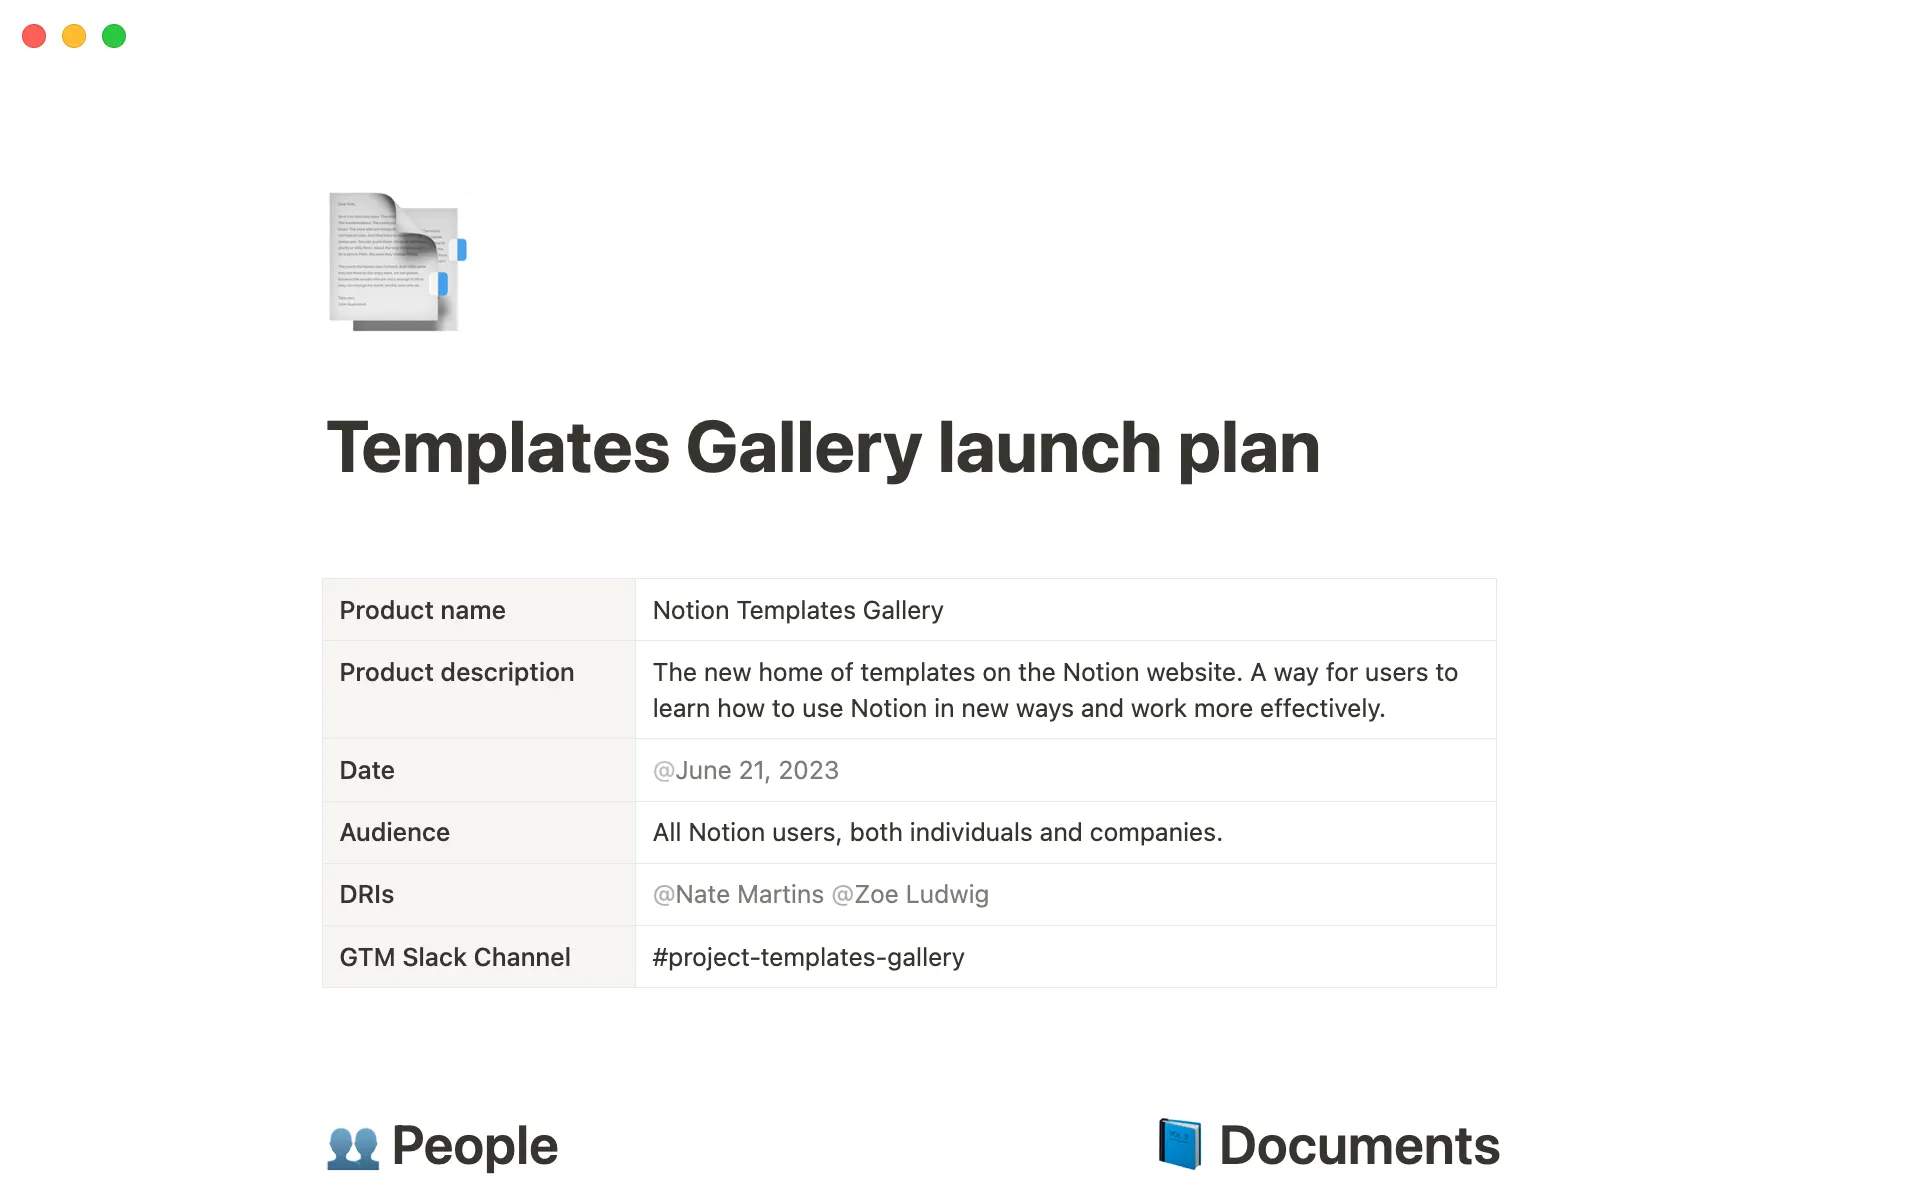 Templates Gallery launch plan
Product name
Notion Templates Gallery
Product description
The new home of templates on the Notion website. A way for users to
learn how to use Notion in new ways and work more effectively.
Date
@June 21, 2023
Audience
All Notion users, both individuals and companies.
DRIs
@Nate Martins @Zoe Ludwig
GTM Slack Channel
#project-templates-gallery
People
Documents